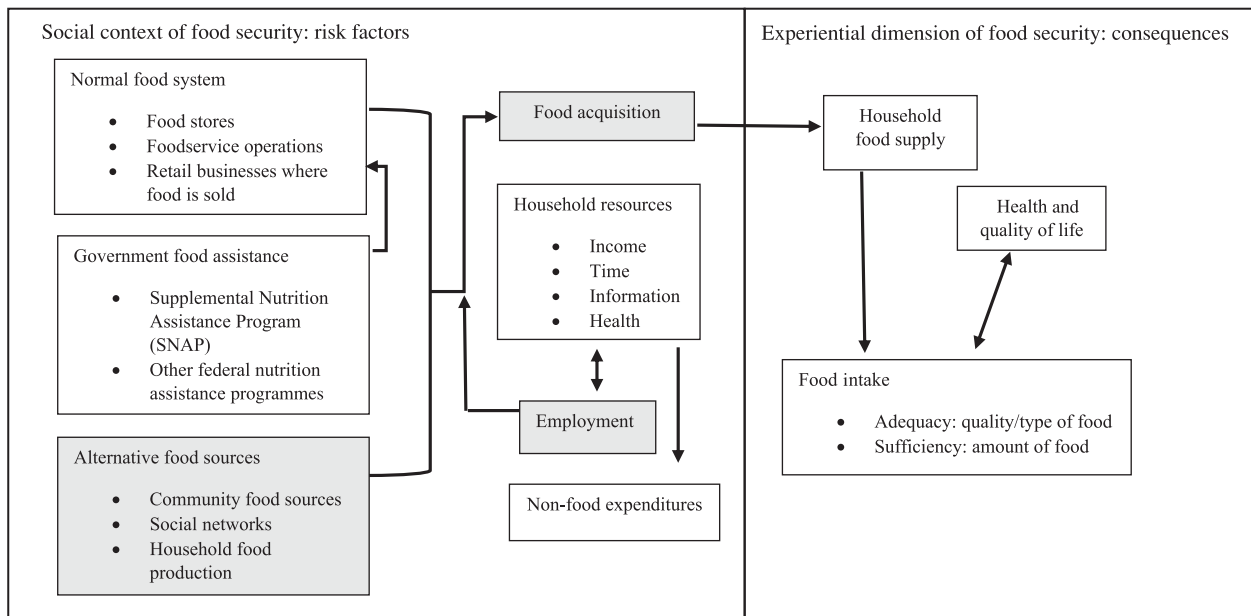 Social context of food security: risk factors
Normal food system
• Food stores
• Foodservice operations
• Retail businesses where
food is sold
Government food assistance
• Supplemental Nutrition
Assistance Program
(SNAP)
• Other federal nutrition
assistance programmes
Alternative food sources
• Community food sources
• Social networks
• Household food
production
Food acquisition
Household resources
• Income
• Time
• Information
• Health
Employment
Non-food expenditures
Experiential dimension of food security: consequences
Household
food supply
Health and
quality of life
Food intake
• Adequacy: quality/type of food
• Sufficiency: amount of food